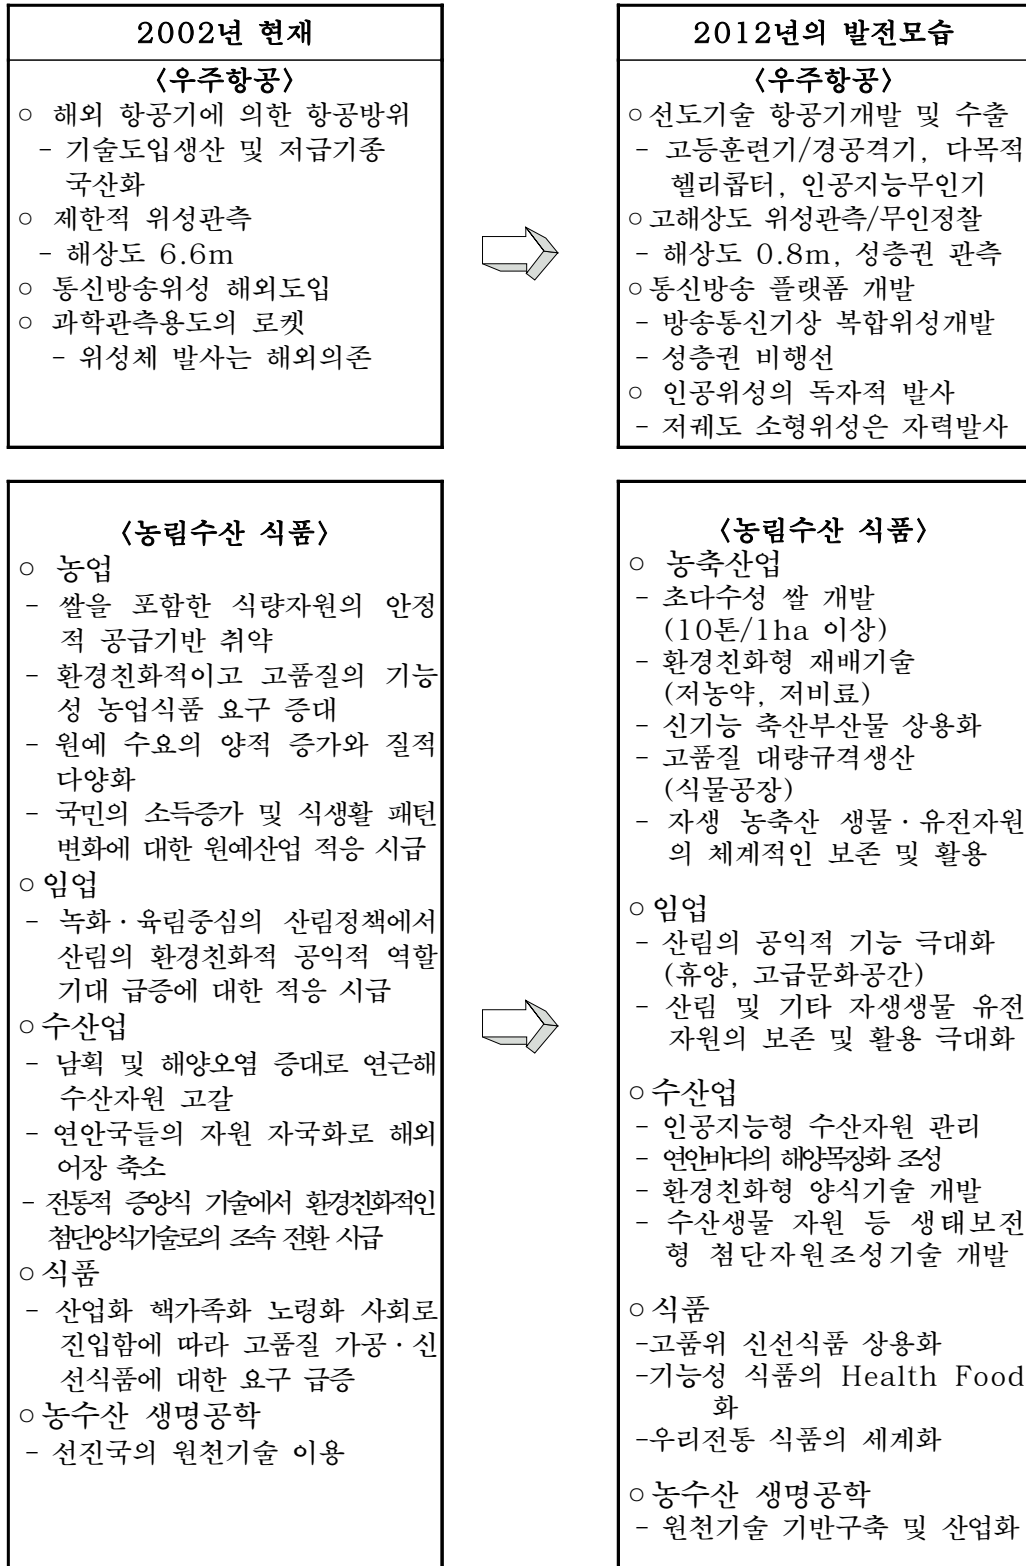 2002년 현재
〈우주항공〉
○ 해외 항공기에 의한 항공방위
- 기술도입생산 및 저급기종
국산화
○ 제한적 위성관측
- 해상도 6.6m
○ 통신방송위성 해외도입
○ 과학관측용도의 로켓
- 위성체 발사는 해외의존
2012년의 발전모습
〈우주항공〉
○ 선도기술 항공기개발 및 수출
- 고등훈련기/경공격기, 다목적
헬리콥터, 인공지능무인기
○ 고해상도 위성관측/무인정찰
- 해상도 0.8m, 성층권 관측
○ 통신방송 플랫폼 개발
- 방송통신기상 복합위성개발
- 성층권 비행선
○ 인공위성의 독자적 발사
- 저궤도 소형위성은 자력발사
〈농림수산 식품〉
○ 농업
- 쌀을 포함한 식량자원의 안정
적 공급기반 취약
- 환경친화적이고 고품질의 기능
성 농업식품 요구 증대
- 원예 수요의 양적 증가와 질적
다양화
- 국민의 소득증가 및 식생활 패턴
변화에 대한 원예산업 적응 시급
○ 임업
- 녹화·육림중심의 산림정책에서
산림의 환경친화적 공익적 역할
기대 급증에 대한 적응 시급
○ 수산업
- 남획 및 해양오염 증대로 연근해
수산자원 고갈
- 연안국들의 자원 자국화로 해외
어장 축소
- 전통적 증양식 기술에서 환경친화적인
첨단양식기술로의 조속 전환 시급
○ 식품
- 산업화 핵가족화 노령화 사회로
진입함에 따라 고품질 가공·신
선식품에 대한 요구 급증
○ 농수산 생명공학
- 선진국의 원천기술 이용
〈농림수산 식품〉
○ 농축산업
- 초다수성 쌀 개발
(10톤/1ha 이상)
- 환경친화형 재배기술
(저농약, 저비료)
- 신기능 축산부산물 상용화
- 고품질 대량규격생산
(식물공장)
- 자생 농축산 생물·유전자원
의 체계적인 보존 및 활용
○ 임업
- 산림의 공익적 기능 극대화
(휴양, 고급문화공간)
- 산림 및 기타 자생생물 유전
자원의 보존 및 활용 극대화
○ 수산업
- 인공지능형 수산자원 관리
- 연안바다의 해양목장화 조성
- 환경친화형 양식기술 개발
- 수산생물 자원 등 생태보전
형 첨단자원조성기술 개발
○ 식품
-고품위 신선식품 상용화
-기능성 식품의 Health Food
화
-우리전통 식품의 세계화
○ 농수산 생명공학
- 원천기술 기반구축 및 산업화